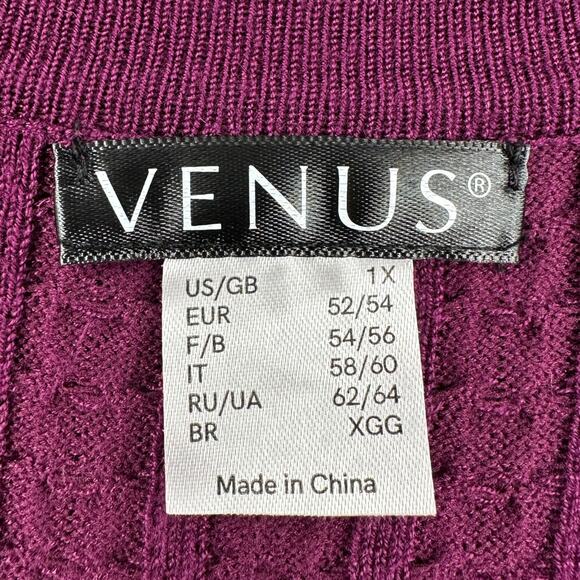 VENUS®
US/GB 1X
EUR 52/54
F/B 54/56
IT 58/60
RU/UA 62/64
BR XGG
Made in China